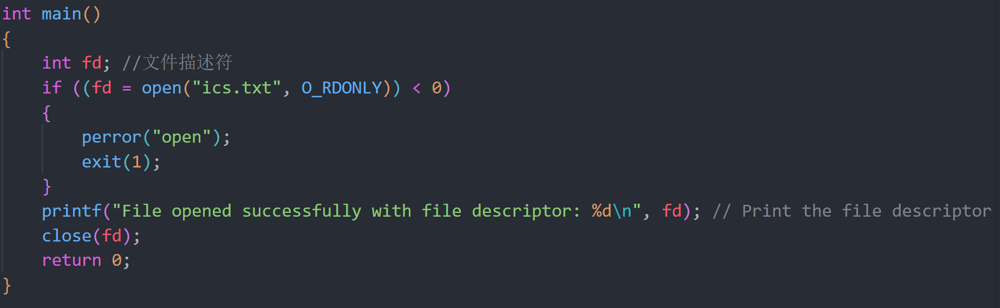 int main()
{
    int fd; //文件描述符
    if ((fd = open("ics.txt", O_RDONLY)) < 0)
    {
        perror("open");
        exit(1);
    }
    printf("File opened successfully with file descriptor: %d\n", fd); // Print the file descriptor
    close(fd);
    return 0;
}